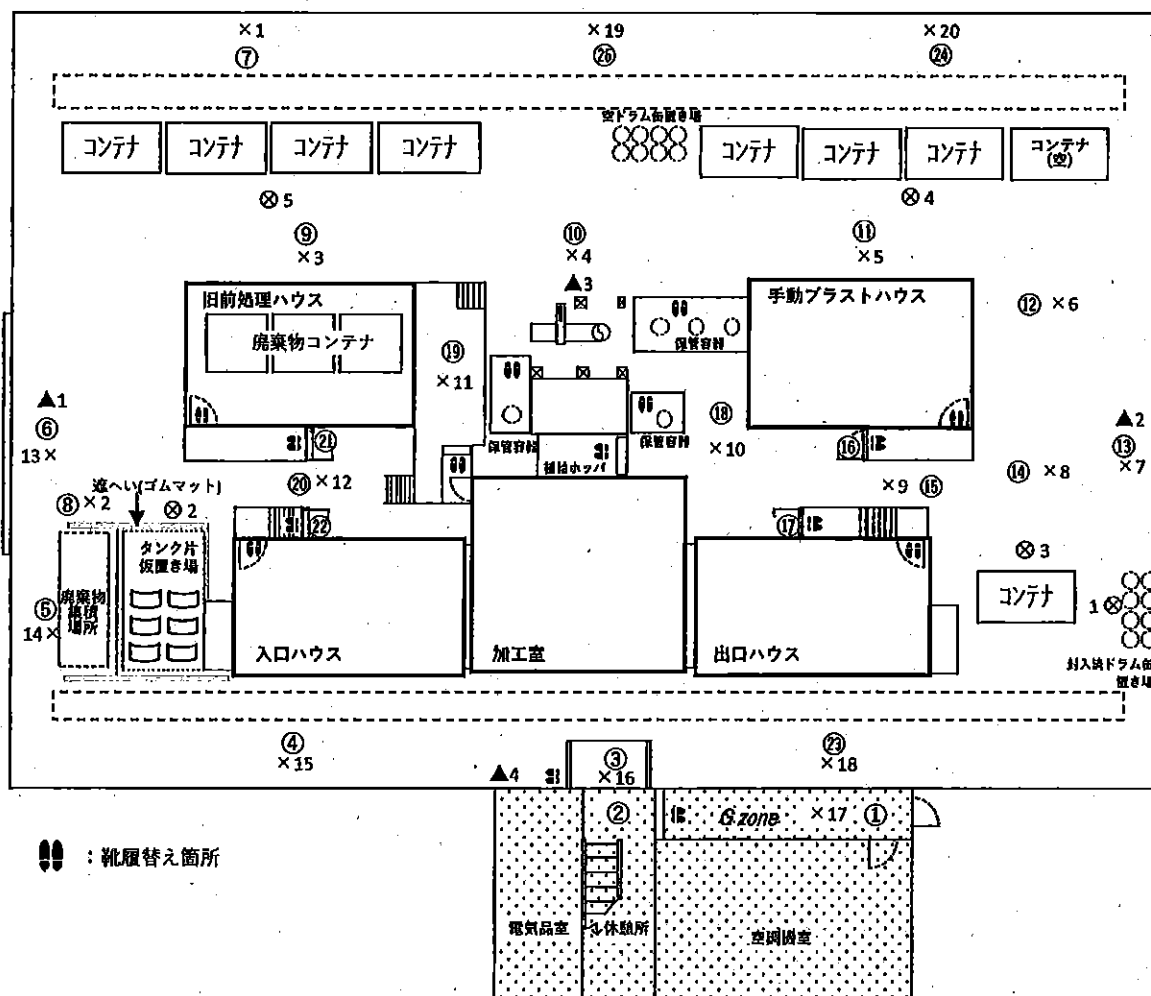 ×1 ×19 ×20
⑦ ㉖ ㉔
空ドラム缶置き場
コンテナ コンテナ コンテナ コンテナ コンテナ コンテナ コンテナ コンテナ
(空)
⊗5 ⊗4
⑨ ⑩ ⑪
×3 ×4 ×5
▲3
旧前処理ハウス 手動ブラストハウス
⑫ ×6
廃棄物コンテナ 保管容器
⑲
×11
▲1 ⑱ ▲2
⑥ ㉑ 保管容器 保管容器 ⑯ ⑬
13× ×10 ×7
⑭ ×8
⑳ ×12 ×9 ⑮
遮へい(ゴムマット)
⑧ ×2 ⊗2
㉒ ⑰
タンク片
仮置き場
⊗3
⑤ 廃棄物
集積
場所
14×
コンテナ
1⊗
入口ハウス 加工室 出口ハウス
封入済ドラム缶
置き場
④ ③ ㉓
×15 ▲4 ×16 ×18
② G zone ×17 ①
:靴履替え箇所
電気品室 休憩所 空調機室